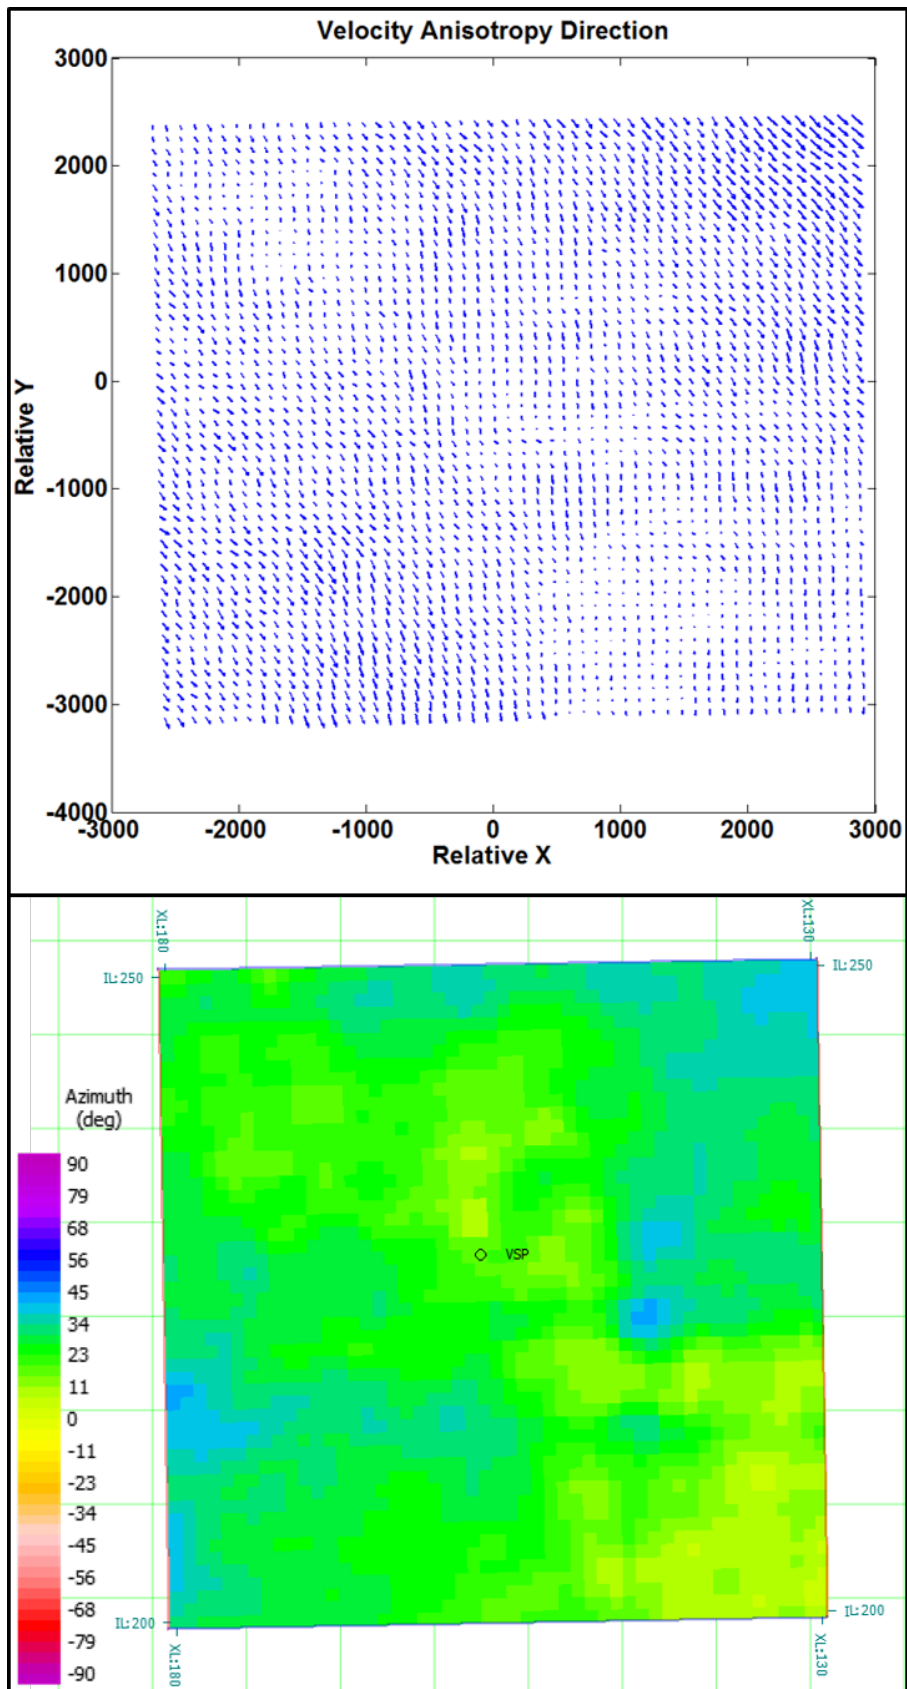 Velocity Anisotropy Direction
3000
2000
1000
0
-1000
-2000
-3000
-4000
Relative Y
-3000 -2000 -1000 0 1000 2000 3000
Relative X
XL:180 XL:130
IL:250 IL:250
Azimuth
(deg)
90
79
68
56
45
34
23
11
0
-11
-23
-34
-45
-56
-68
-79
-90
VSP
IL:200 IL:200
XL:180 XL:130